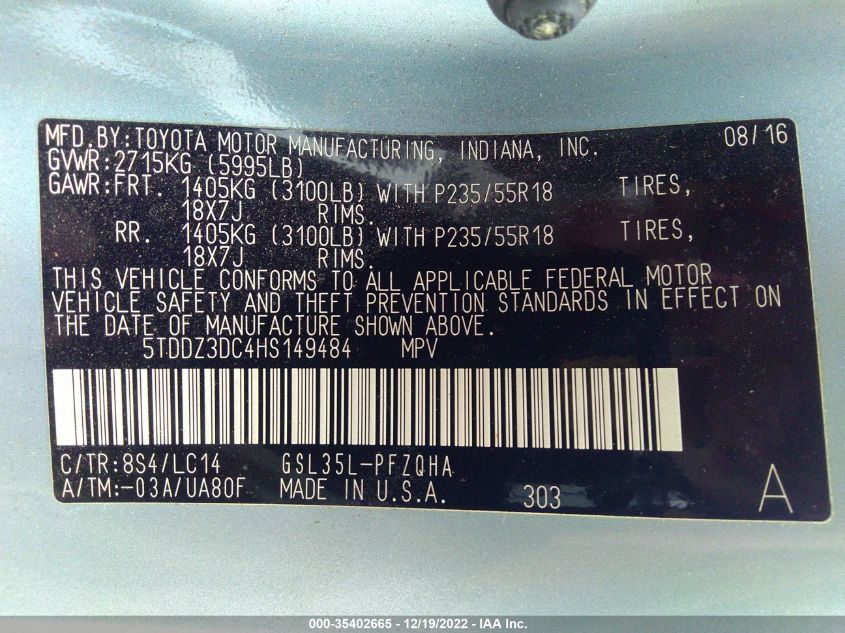 MFD.BY:TOYOTA MOTOR MANUFACTURING, INDIANA, INC. 08/16
GVWR:2715KG (5995LB)
GAWR:FRT. 1405KG (3100LB) WITH P235/55R18 TIRES,
18X7J RIMS.
RR. 1405KG (3100LB) WITH P235/55R18 TIRES,
18X7J RIMS.
THIS VEHICLE CONFORMS TO ALL APPLICABLE FEDERAL MOTOR
VEHICLE SAFETY AND THEFT PREVENTION STANDARDS IN EFFECT ON
THE DATE OF MANUFACTURE SHOWN ABOVE.
5TDDZ3DC4HS149484 MPV
C/TR:8S4/LC14 GSL35L-PFZQHA
A/TM:-03A/UA80F MADE IN U.S.A. 303 A
000-35402665 - 12/19/2022 - IAA Inc.